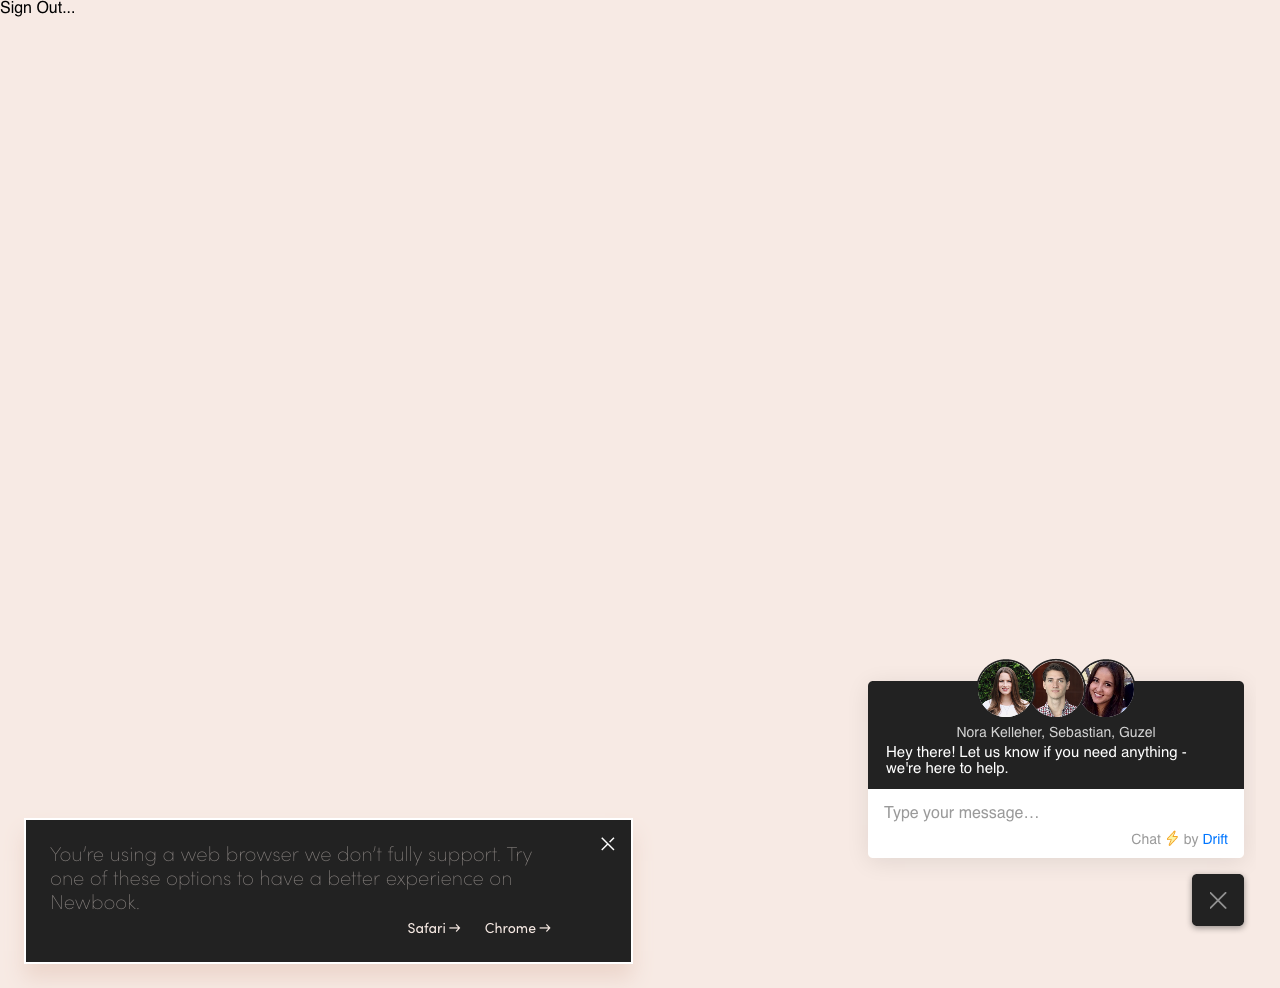 Sign Out...
Nora Kelleher, Sebastian, Guzel
Hey there! Let us know if you need anything -
we're here to help.
Type your message…
Chat ⚡ by Drift
You’re using a web browser we don’t fully support. Try
one of these options to have a better experience on
Newbook.
Safari → Chrome →